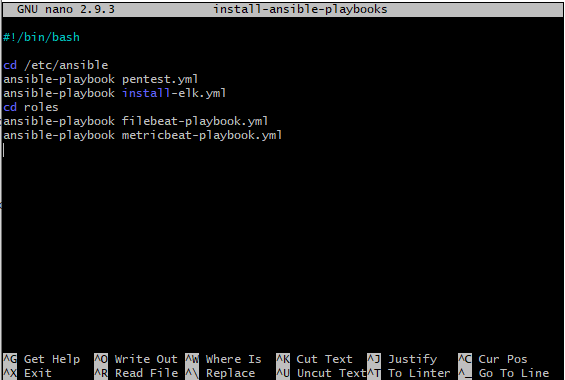 GNU nano 2.9.3 install-ansible-playbooks
#!/bin/bash
cd /etc/ansible
ansible-playbook pentest.yml
ansible-playbook install-elk.yml
cd roles
ansible-playbook filebeat-playbook.yml
ansible-playbook metricbeat-playbook.yml
^G Get Help ^O Write Out ^W Where Is ^K Cut Text ^J Justify ^C Cur Pos
^X Exit ^R Read File ^\ Replace ^U Uncut Text ^T To Linter ^_ Go To Line